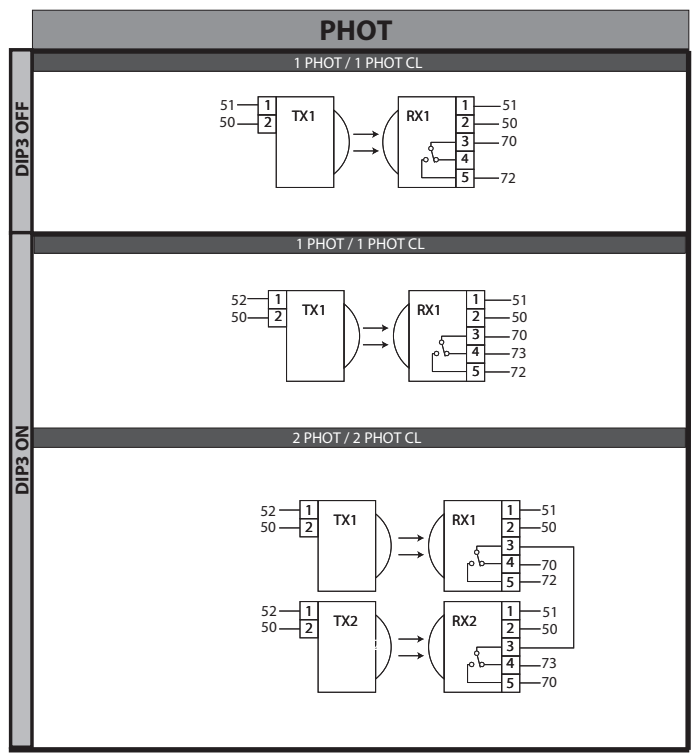 PHOT
DIP3 OFF
1 PHOT / 1 PHOT CL
51 1 TX1 RX1 1 51
50 2 2 50
3 70
4
5 72
DIP3 ON
1 PHOT / 1 PHOT CL
52 1 TX1 RX1 1 51
50 2 2 50
3 70
4 73
5 72
2 PHOT / 2 PHOT CL
52 1 TX1 RX1 1 51
50 2 2 50
3
4 70
5 72
52 1 TX2 RX2 1 51
50 2 2 50
3
4 73
5 70